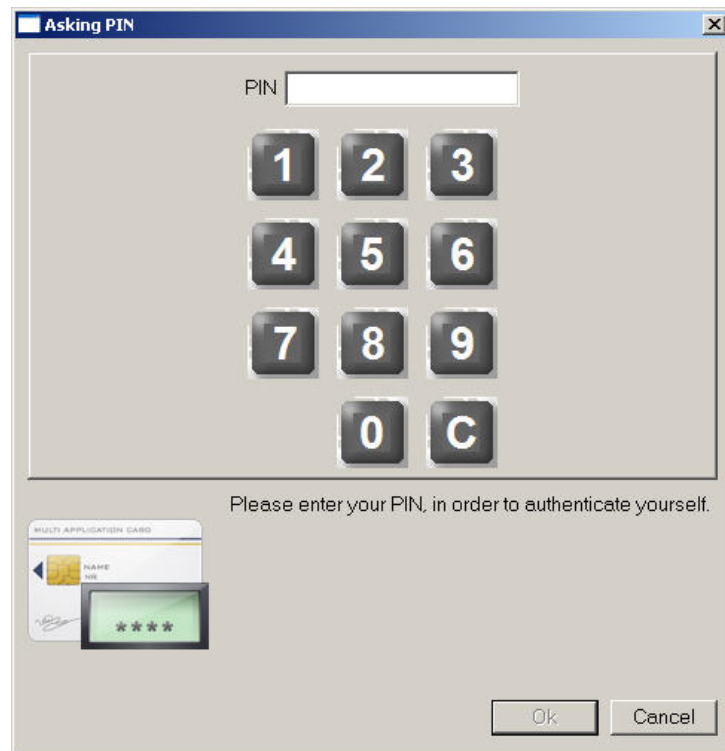 Asking PIN
PIN
1 2 3
4 5 6
7 8 9
0 C
Please enter your PIN, in order to authenticate yourself.
MULTI APPLICATION CARD
NAME
NR
****
Ok Cancel